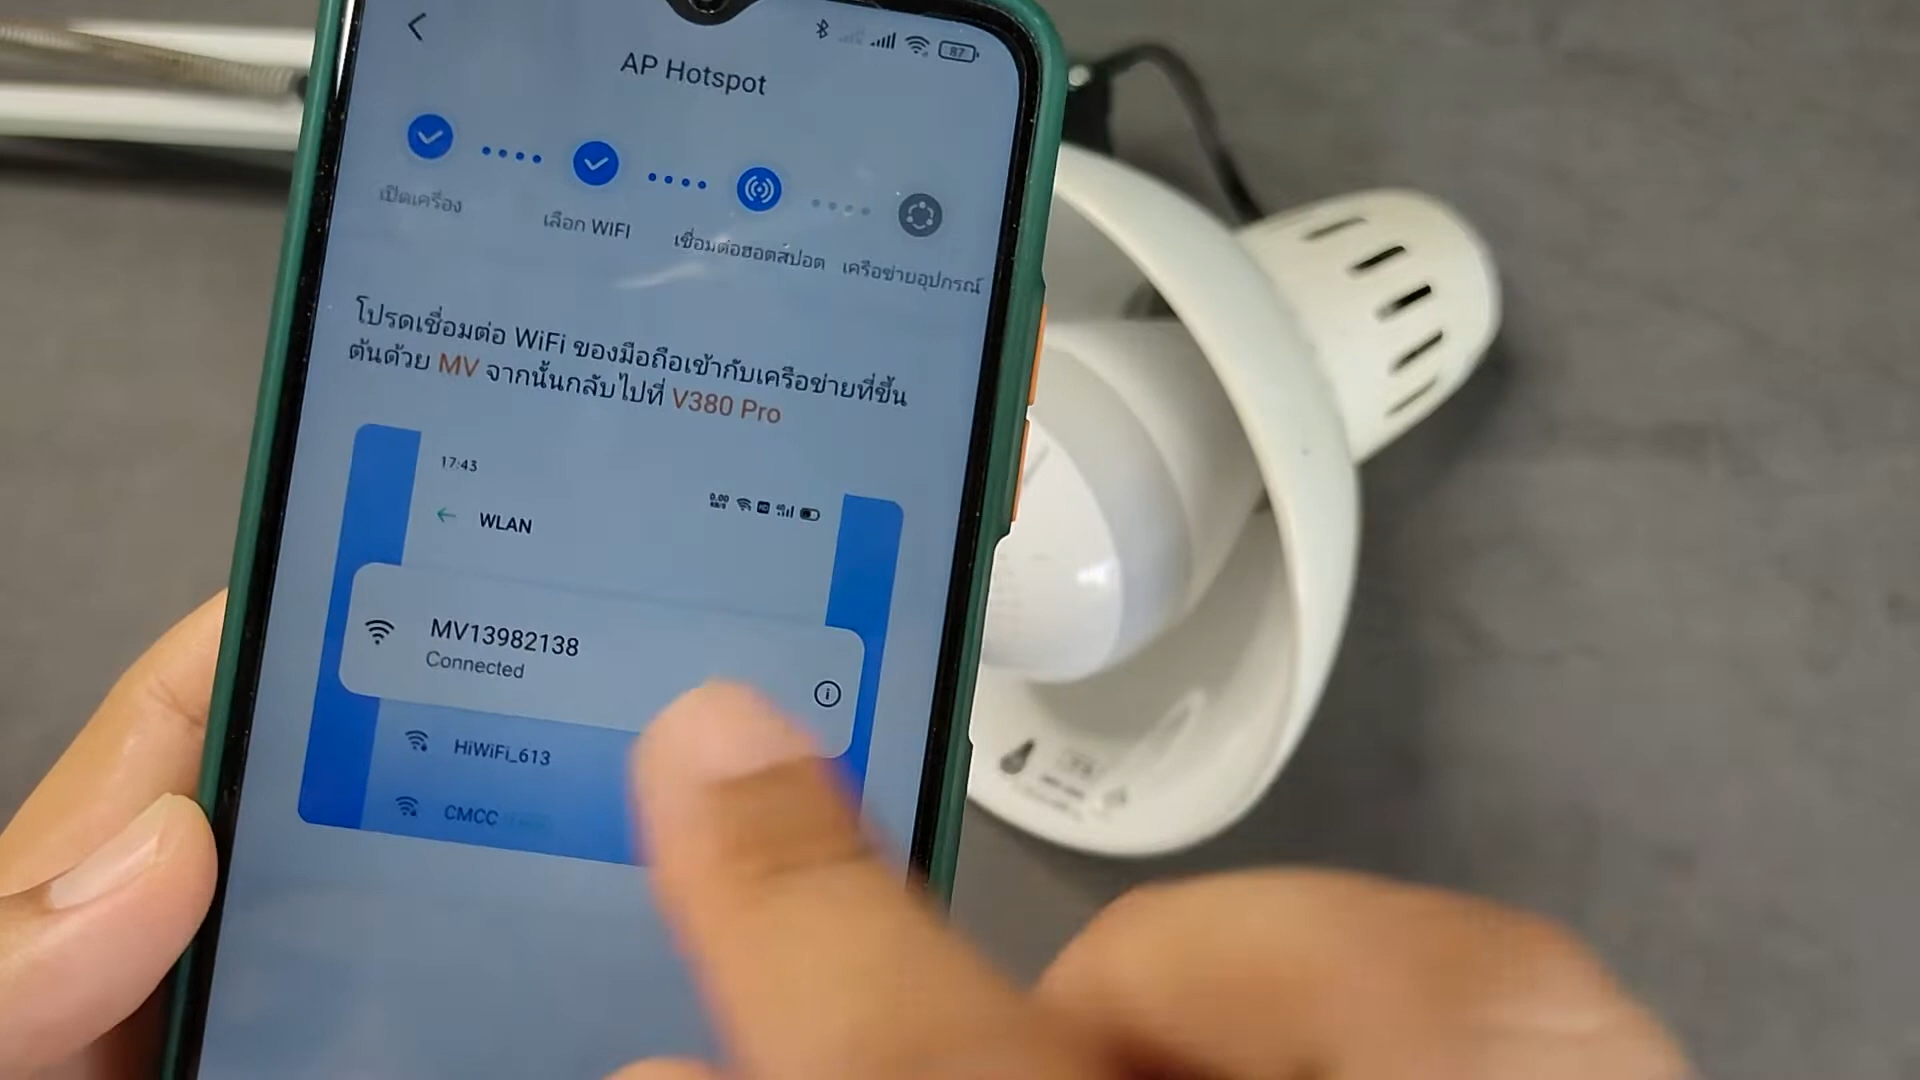 87
AP Hotspot
เปิดเครื่อง
เลือก WIFI
เชื่อมต่อฮอตสปอต
เครือข่ายอุปกรณ์
โปรดเชื่อมต่อ WiFi ของมือถือเข้ากับเครือข่ายที่ขึ้น
ต้นด้วย MV จากนั้นกลับไปที่ V380 Pro
17:43
WLAN
MV13982138
Connected
HiWiFi_613
CMCC